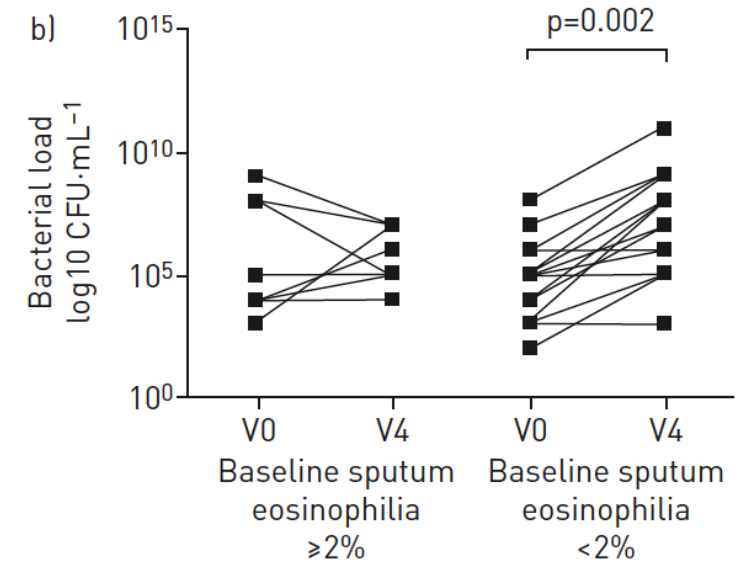 b)
p=0.002
Bacterial load
log10 CFU·mL⁻¹
10¹⁵
10¹⁰
10⁵
10⁰
V0 V4 V0 V4
Baseline sputum Baseline sputum
eosinophilia eosinophilia
⩾2% <2%